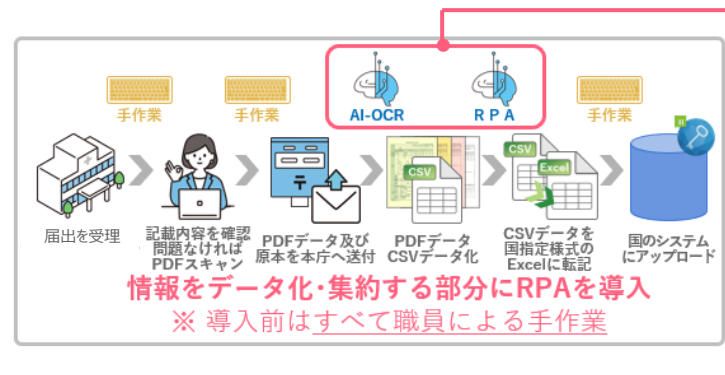 手作業
手作業
AI-OCR
RPA
手作業
CSV
CSV
Excel
届出を受理
記載内容を確認
問題なければ
PDFスキャン
PDFデータ及び
原本を本庁へ送付
PDFデータ
CSVデータ化
CSVデータを
国指定様式の
Excelに転記
国のシステム
にアップロード
情報をデータ化・集約する部分にRPAを導入
※ 導入前はすべて職員による手作業